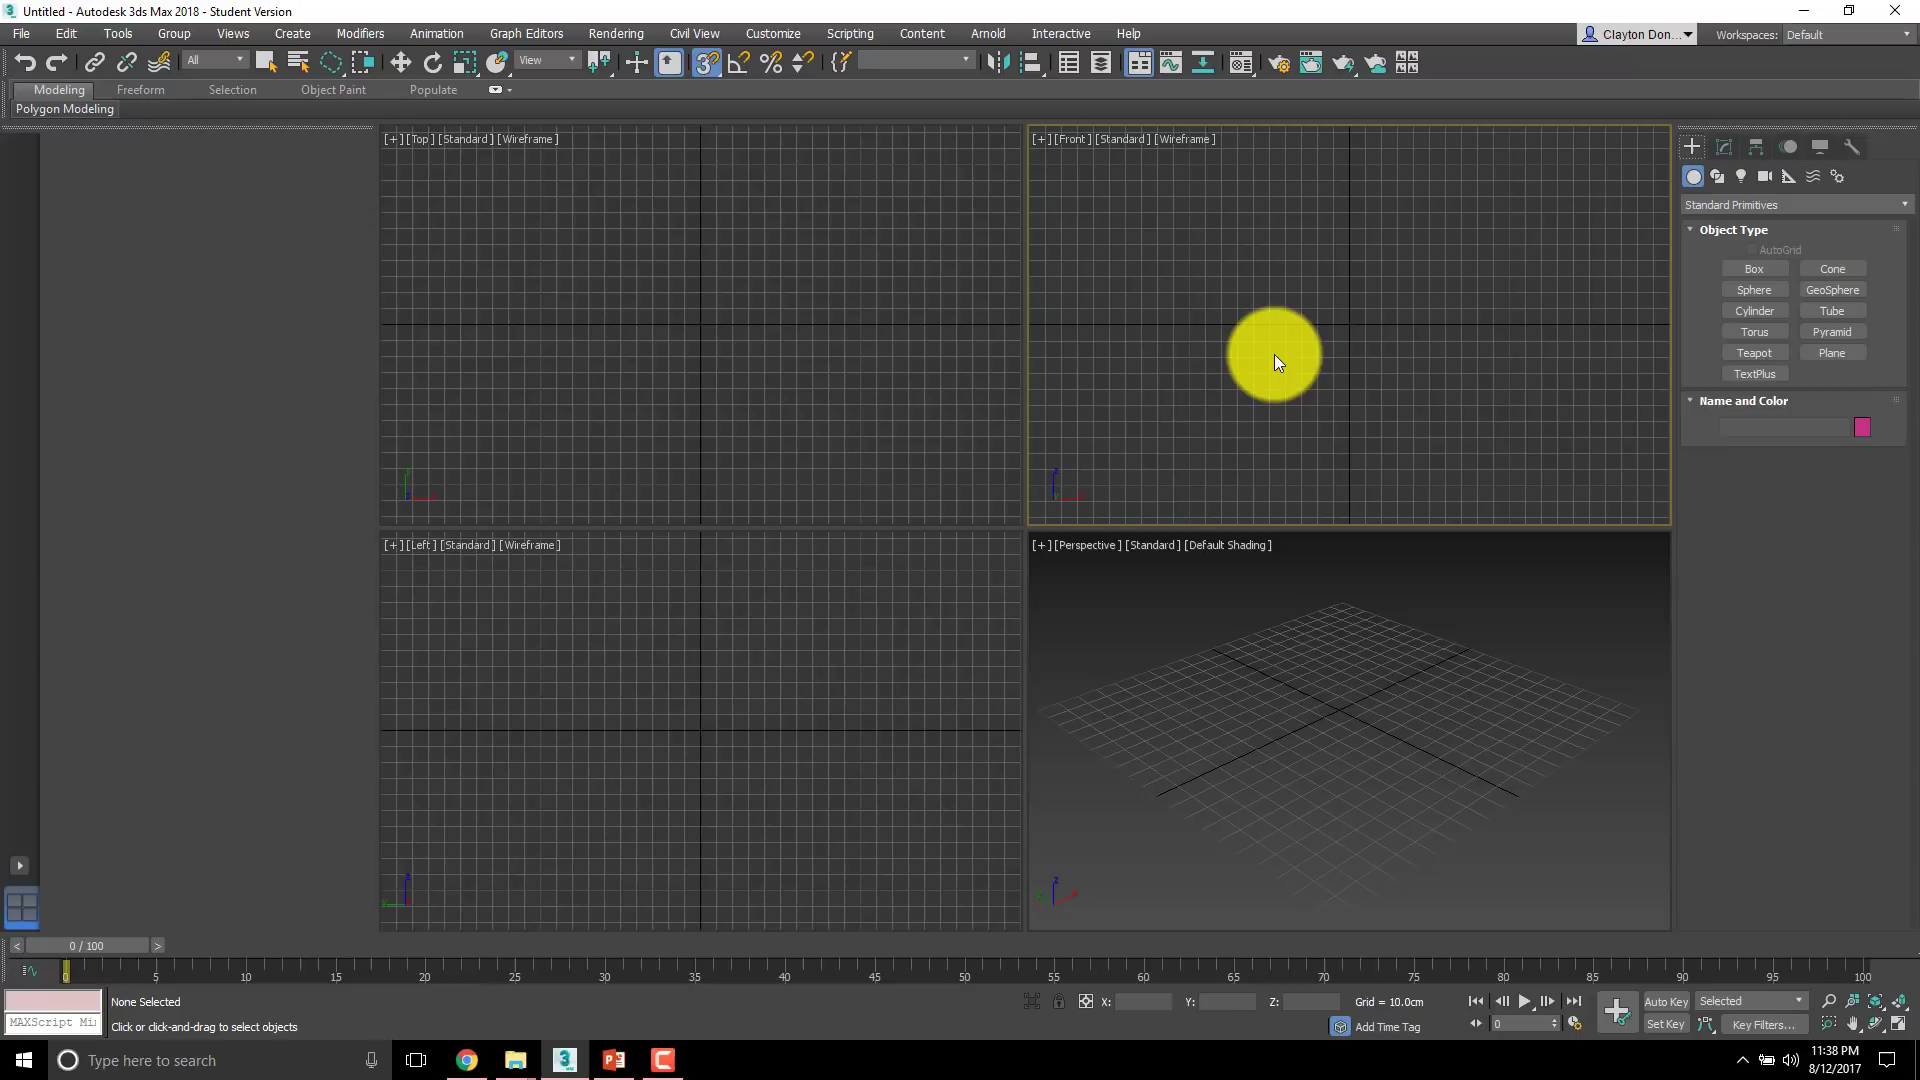 Untitled - Autodesk 3ds Max 2018 - Student Version
File Edit Tools Group Views Create Modifiers Animation Graph Editors Rendering Civil View Customize Scripting Content Arnold Interactive Help
Clayton Don... Workspaces: Default
All View
Modeling Freeform Selection Object Paint Populate
Polygon Modeling
[+] [Top] [Standard] [Wireframe]
[+] [Front] [Standard] [Wireframe]
Standard Primitives
Object Type
AutoGrid
Box Cone
Sphere GeoSphere
Cylinder Tube
Torus Pyramid
Teapot Plane
TextPlus
Name and Color
[+] [Left] [Standard] [Wireframe]
[+] [Perspective] [Standard] [Default Shading]
< 0 / 100 >
0 5 10 15 20 25 30 35 40 45 50 55 60 65 70 75 80 85 90 95 100
None Selected X: Y: Z: Grid = 10.0cm Auto Key Selected
MAXScript Mi
Click or click-and-drag to select objects Add Time Tag 0 Set Key Key Filters...
Type here to search
11:38 PM
8/12/2017